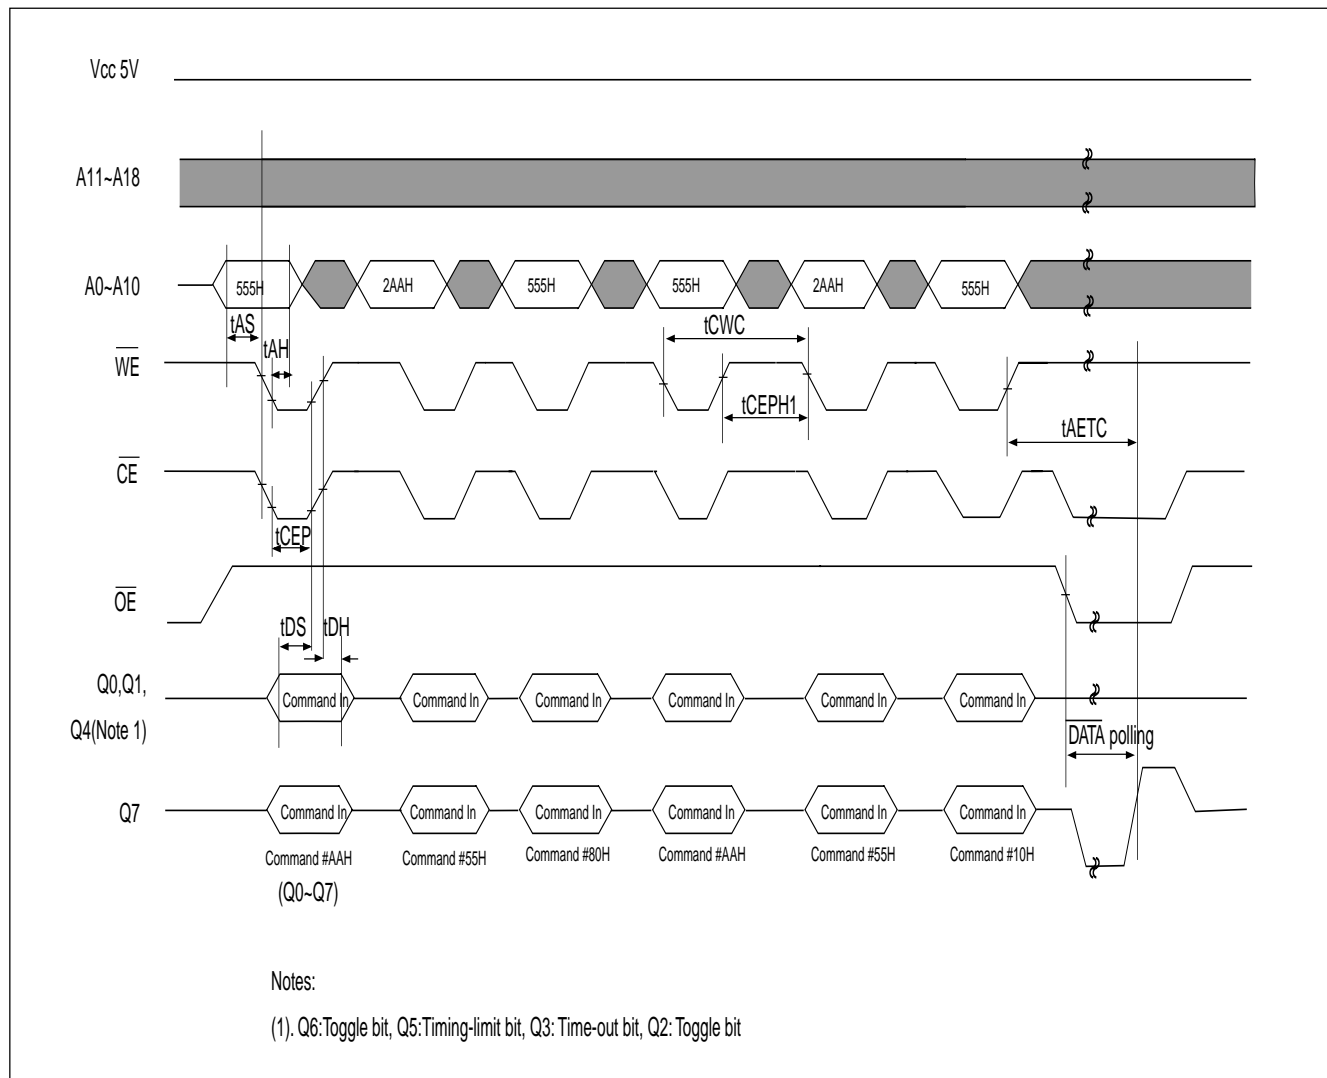 Vcc 5V
A11~A18
A0~A10
555H
2AAH
555H
555H
2AAH
555H
tAS
tAH
tCWC
WE
tCEPH1
tAETC
CE
tCEP
OE
tDS
tDH
Q0,Q1,
Q4(Note 1)
Command In
Command In
Command In
Command In
Command In
Command In
DATA polling
Q7
Command In
Command In
Command In
Command In
Command In
Command In
Command #AAH
Command #55H
Command #80H
Command #AAH
Command #55H
Command #10H
(Q0~Q7)
Notes:
(1). Q6:Toggle bit, Q5:Timing-limit bit, Q3: Time-out bit, Q2: Toggle bit